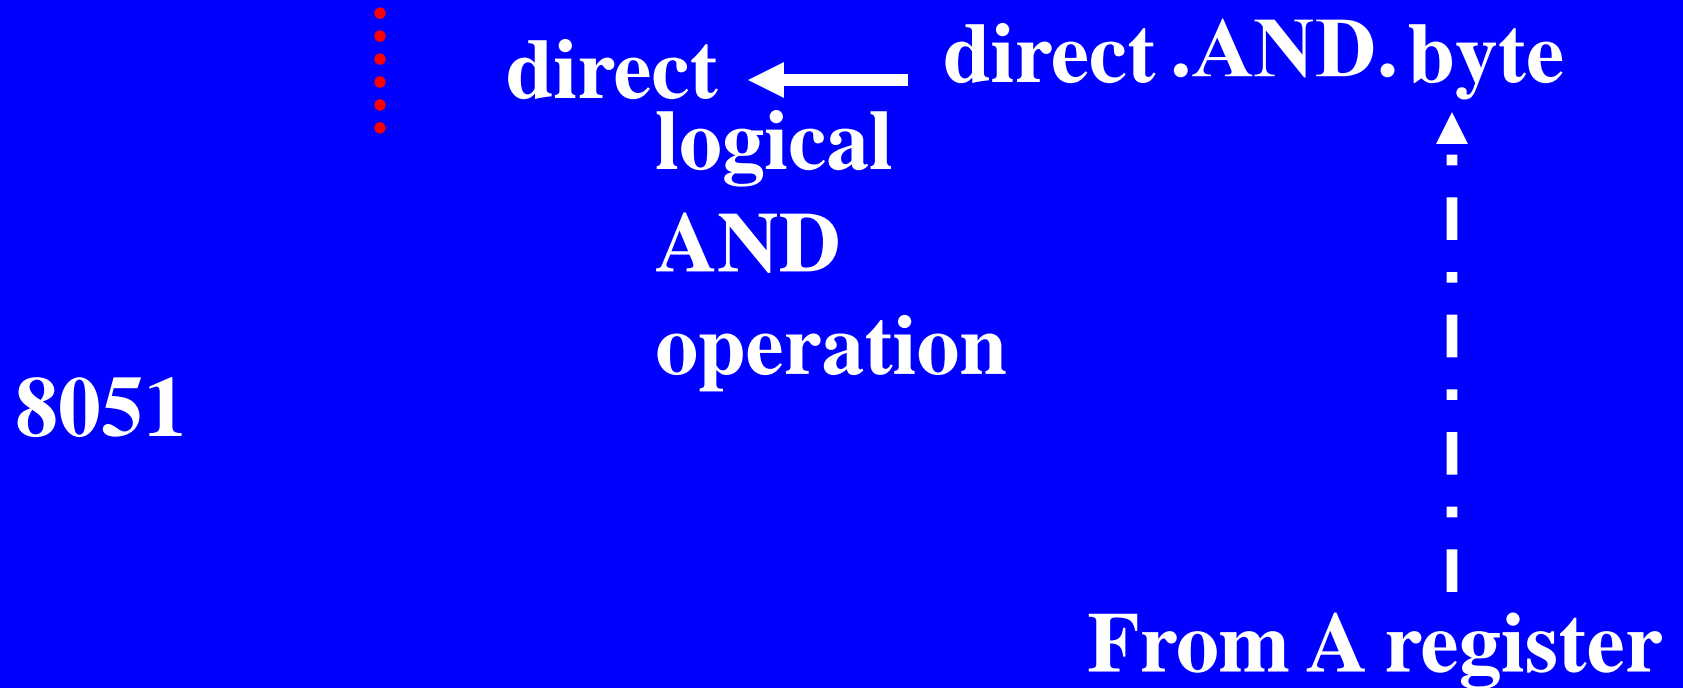 direct direct .AND. byte
logical
AND
operation
8051
From A register